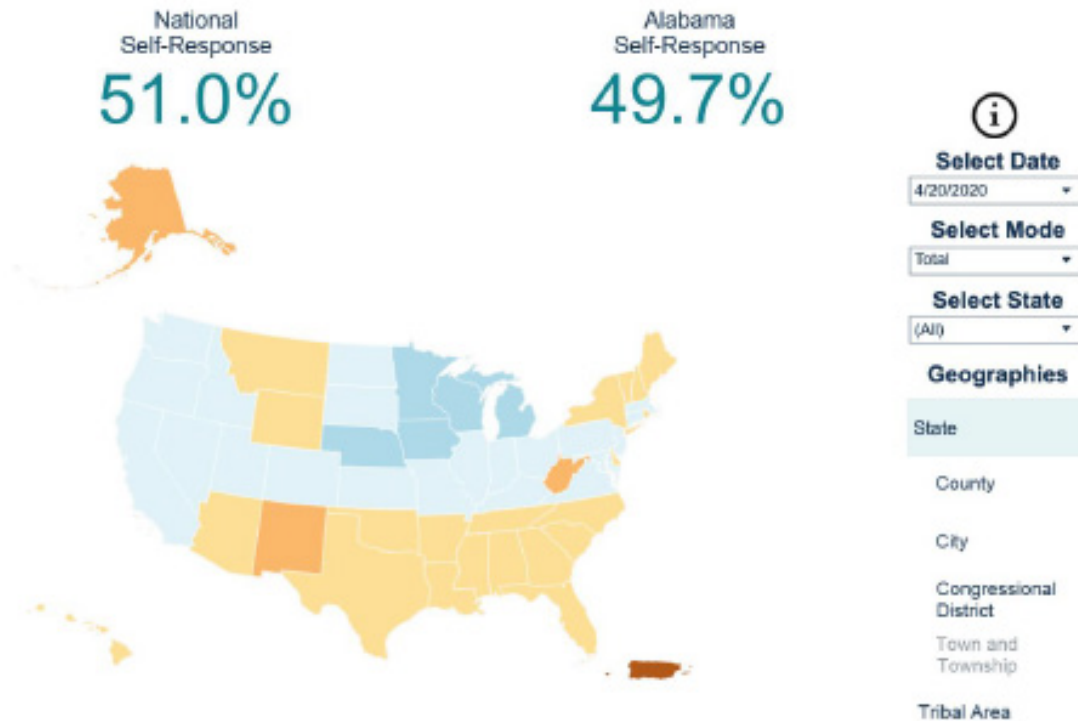 National
Self-Response
51.0%
Alabama
Self-Response
49.7%
i
Select Date
4/20/2020
Select Mode
Total
Select State
(All)
Geographies
State
County
City
Congressional
District
Town and
Township
Tribal Area